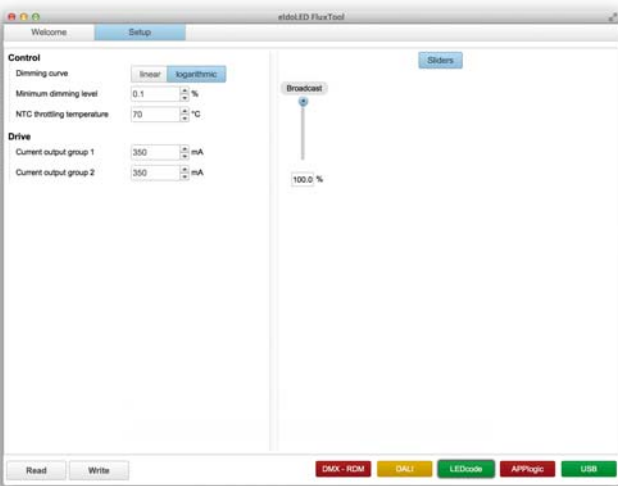 eldoLED FluxTool
Welcome Setup
Control
Dimming curve linear logarithmic
Minimum dimming level 0.1 %
NTC throttling temperature 70 °C
Drive
Current output group 1 350 mA
Current output group 2 350 mA
Sliders
Broadcast
100.0 %
Read Write DMX - RDM DALI LEDcode APPlogic USB